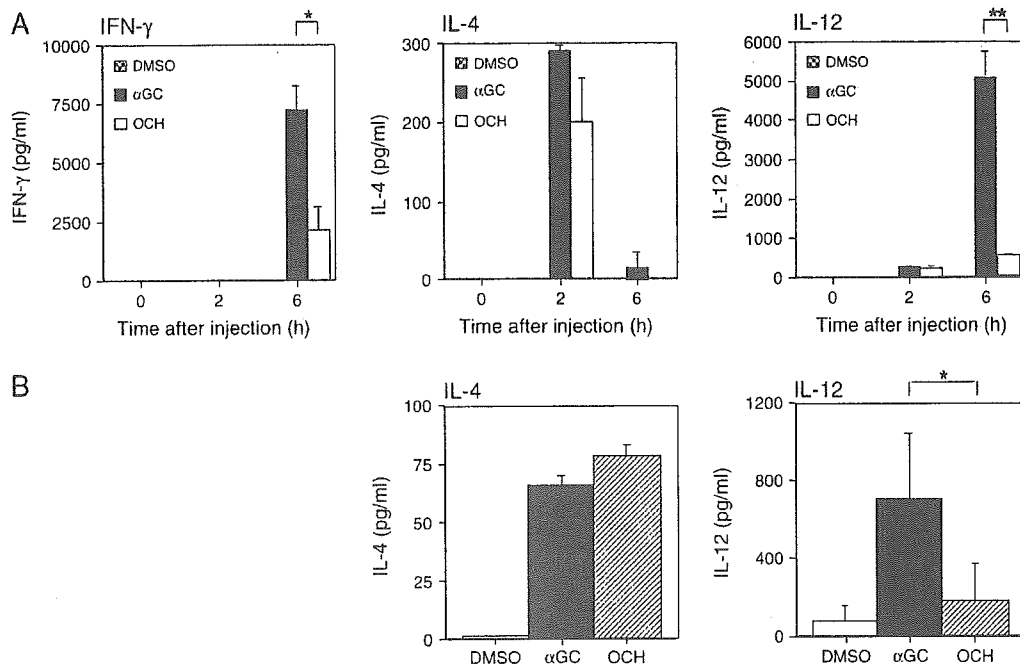 A
IFN-γ
*
IFN-γ (pg/ml)
10000
7500
5000
2500
0
DMSO
αGC
OCH
0 2 6
Time after injection (h)
IL-4
IL-4 (pg/ml)
300
200
100
0
DMSO
αGC
OCH
0 2 6
Time after injection (h)
IL-12
**
IL-12 (pg/ml)
6000
5000
4000
3000
2000
1000
0
DMSO
αGC
OCH
0 2 6
Time after injection (h)
B
IL-4
IL-4 (pg/ml)
100
75
50
25
0
DMSO αGC OCH
IL-12
*
IL-12 (pg/ml)
1200
800
400
0
DMSO αGC OCH